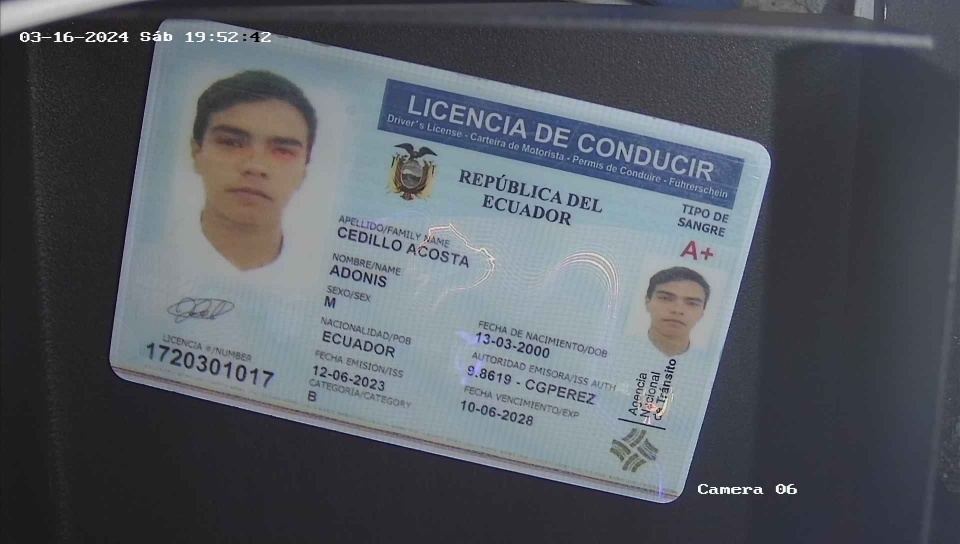 03-16-2024 Sáb 19:52:42
LICENCIA DE CONDUCIR
Driver's License - Carteira de Motorista - Permis de Conduire - Führerschein
REPÚBLICA DEL
ECUADOR
TIPO DE
SANGRE
A+
APELLIDO/FAMILY NAME
CEDILLO ACOSTA
NOMBRE/NAME
ADONIS
SEXO/SEX
M
NACIONALIDAD/POB
ECUADOR
FECHA EMISIÓN/ISS
12-06-2023
CATEGORIA/CATEGORY
B
FECHA DE NACIMIENTO/DOB
13-03-2000
AUTORIDAD EMISORA/ISS AUTH
9.8619 - CGPEREZ
FECHA VENCIMIENTO/EXP
10-06-2028
LICENCIA #/NUMBER
1720301017
Agencia
Nacional
de Tránsito
Camera 06